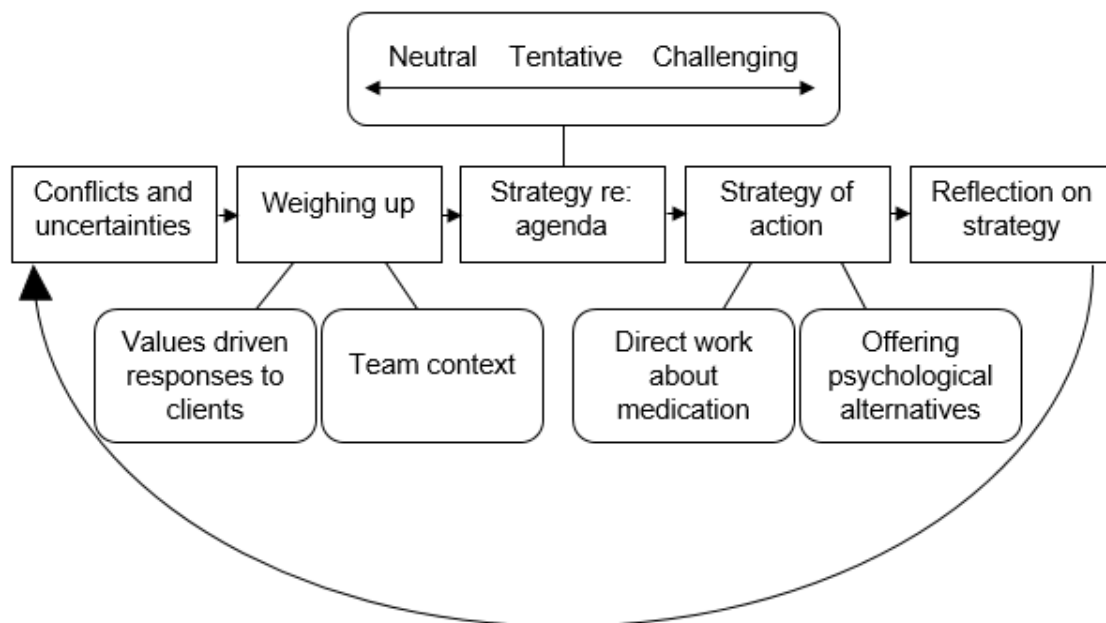 Neutral Tentative Challenging
Conflicts and
uncertainties
Weighing up
Strategy re:
agenda
Strategy of
action
Reflection on
strategy
Values driven
responses to
clients
Team context
Direct work
about
medication
Offering
psychological
alternatives